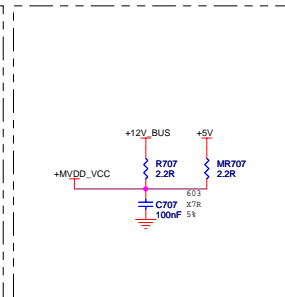 +12V_BUS
+5V
R707
2.2R
MR707
2.2R
+MVDD_VCC
603
C707
X7R
100nF
5%